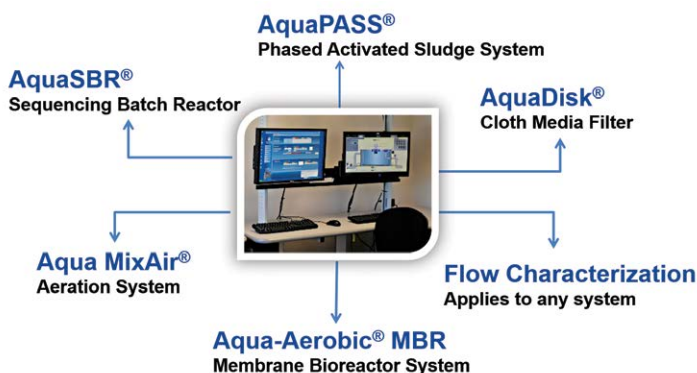 AquaPASS®
Phased Activated Sludge System
AquaSBR®
Sequencing Batch Reactor
AquaDisk®
Cloth Media Filter
Aqua MixAir®
Aeration System
Flow Characterization
Applies to any system
Aqua-Aerobic® MBR
Membrane Bioreactor System